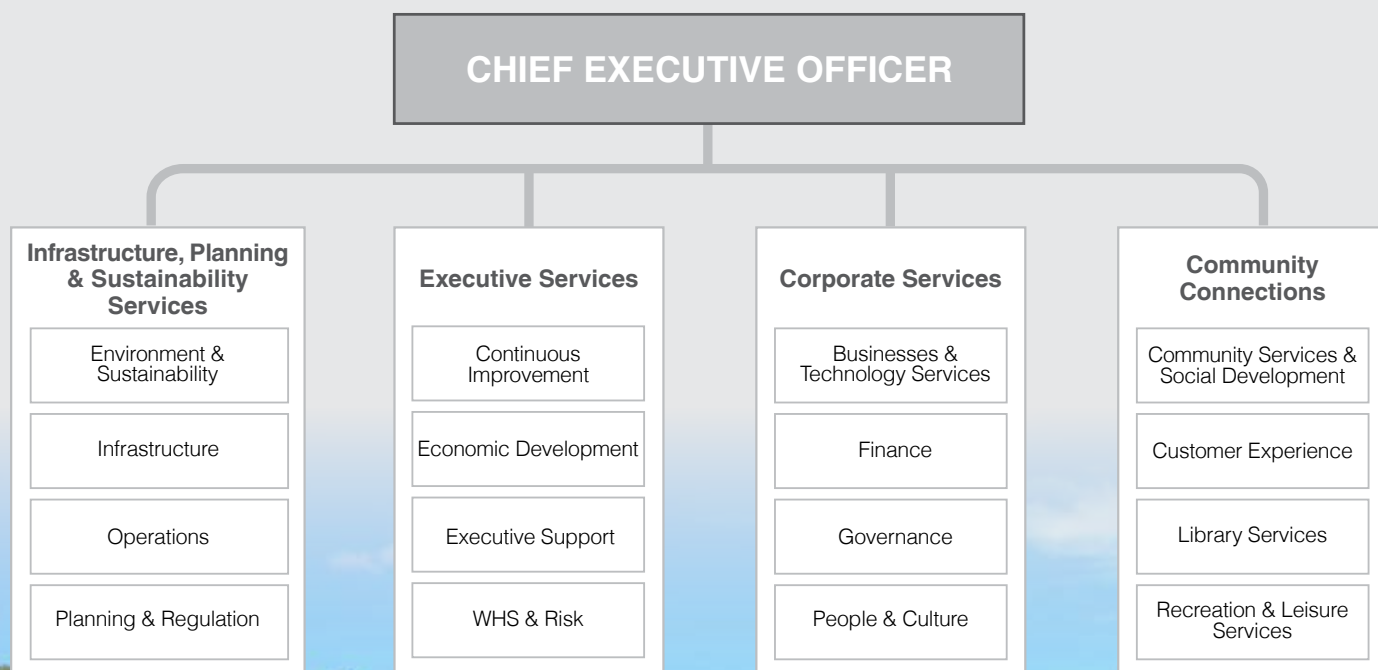 CHIEF EXECUTIVE OFFICER
Infrastructure, Planning
& Sustainability
Services
Environment &
Sustainability
Infrastructure
Operations
Planning & Regulation
Executive Services
Continuous
Improvement
Economic Development
Executive Support
WHS & Risk
Corporate Services
Businesses &
Technology Services
Finance
Governance
People & Culture
Community
Connections
Community Services &
Social Development
Customer Experience
Library Services
Recreation & Leisure
Services